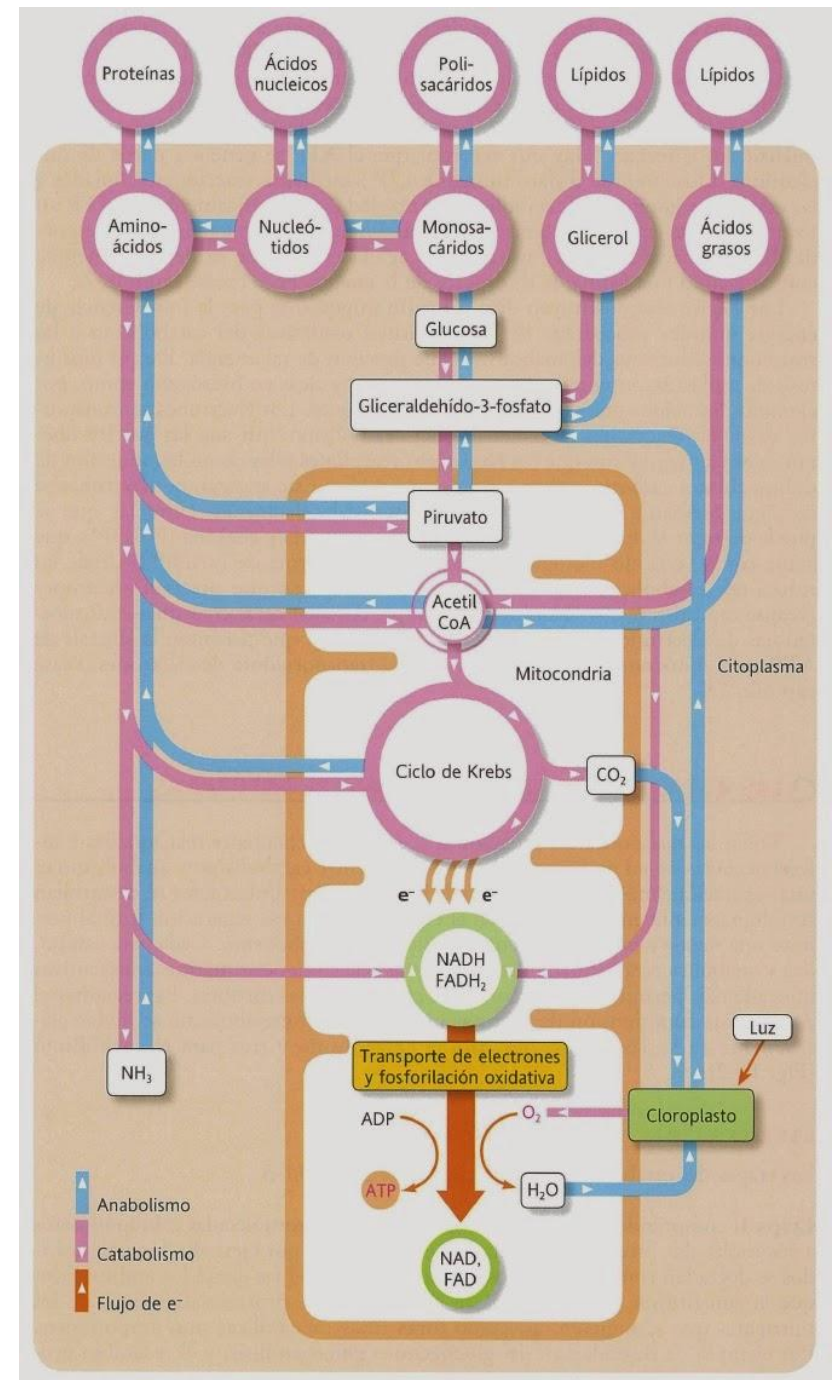 Proteínas
Ácidos
nucleicos
Poli-
sacáridos
Lípidos
Lípidos
Amino-
ácidos
Nucleó-
tidos
Monosa-
cáridos
Glicerol
Ácidos
grasos
Glucosa
Gliceraldehído-3-fosfato
Piruvato
Acetil
CoA
Mitocondria
Citoplasma
Ciclo de Krebs
CO₂
e⁻ e⁻
NADH
FADH₂
Luz
NH₃
Transporte de electrones
y fosforilación oxidativa
ADP
O₂
Cloroplasto
ATP
H₂O
NAD,
FAD
Anabolismo
Catabolismo
Flujo de e⁻